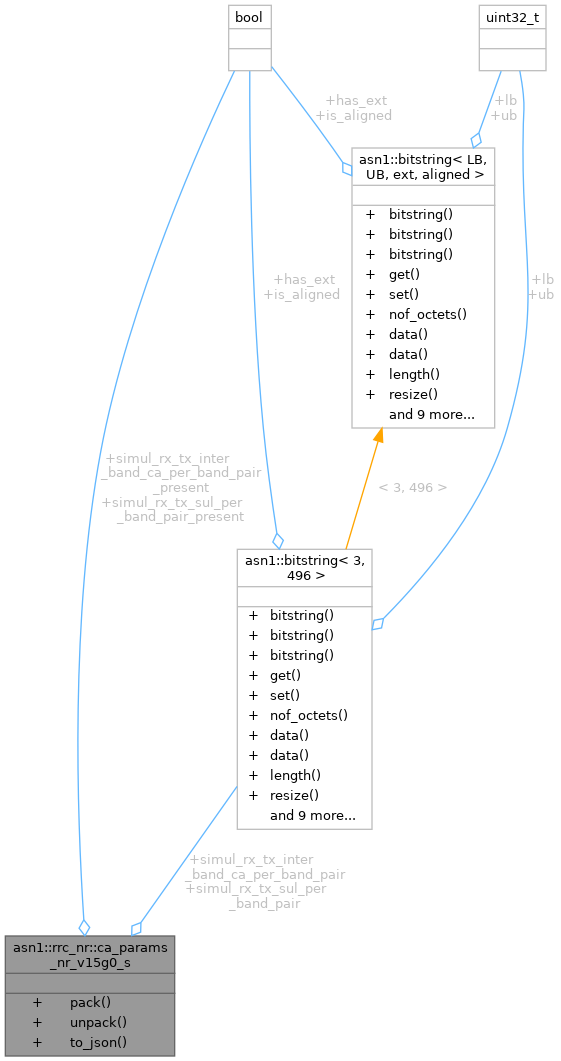 bool
uint32_t
+has_ext
+is_aligned
+lb
+ub
asn1::bitstring< LB,
UB, ext, aligned >
+ bitstring()
+ bitstring()
+ bitstring()
+ get()
+ set()
+ nof_octets()
+ data()
+ data()
+ length()
+ resize()
and 9 more...
+has_ext
+is_aligned
+lb
+ub
+simul_rx_tx_inter
_band_ca_per_band_pair
_present
+simul_rx_tx_sul_per
_band_pair_present
< 3, 496 >
asn1::bitstring< 3,
496 >
+ bitstring()
+ bitstring()
+ bitstring()
+ get()
+ set()
+ nof_octets()
+ data()
+ data()
+ length()
+ resize()
and 9 more...
+simul_rx_tx_inter
_band_ca_per_band_pair
+simul_rx_tx_sul_per
_band_pair
asn1::rrc_nr::ca_params
_nr_v15g0_s
+ pack()
+ unpack()
+ to_json()